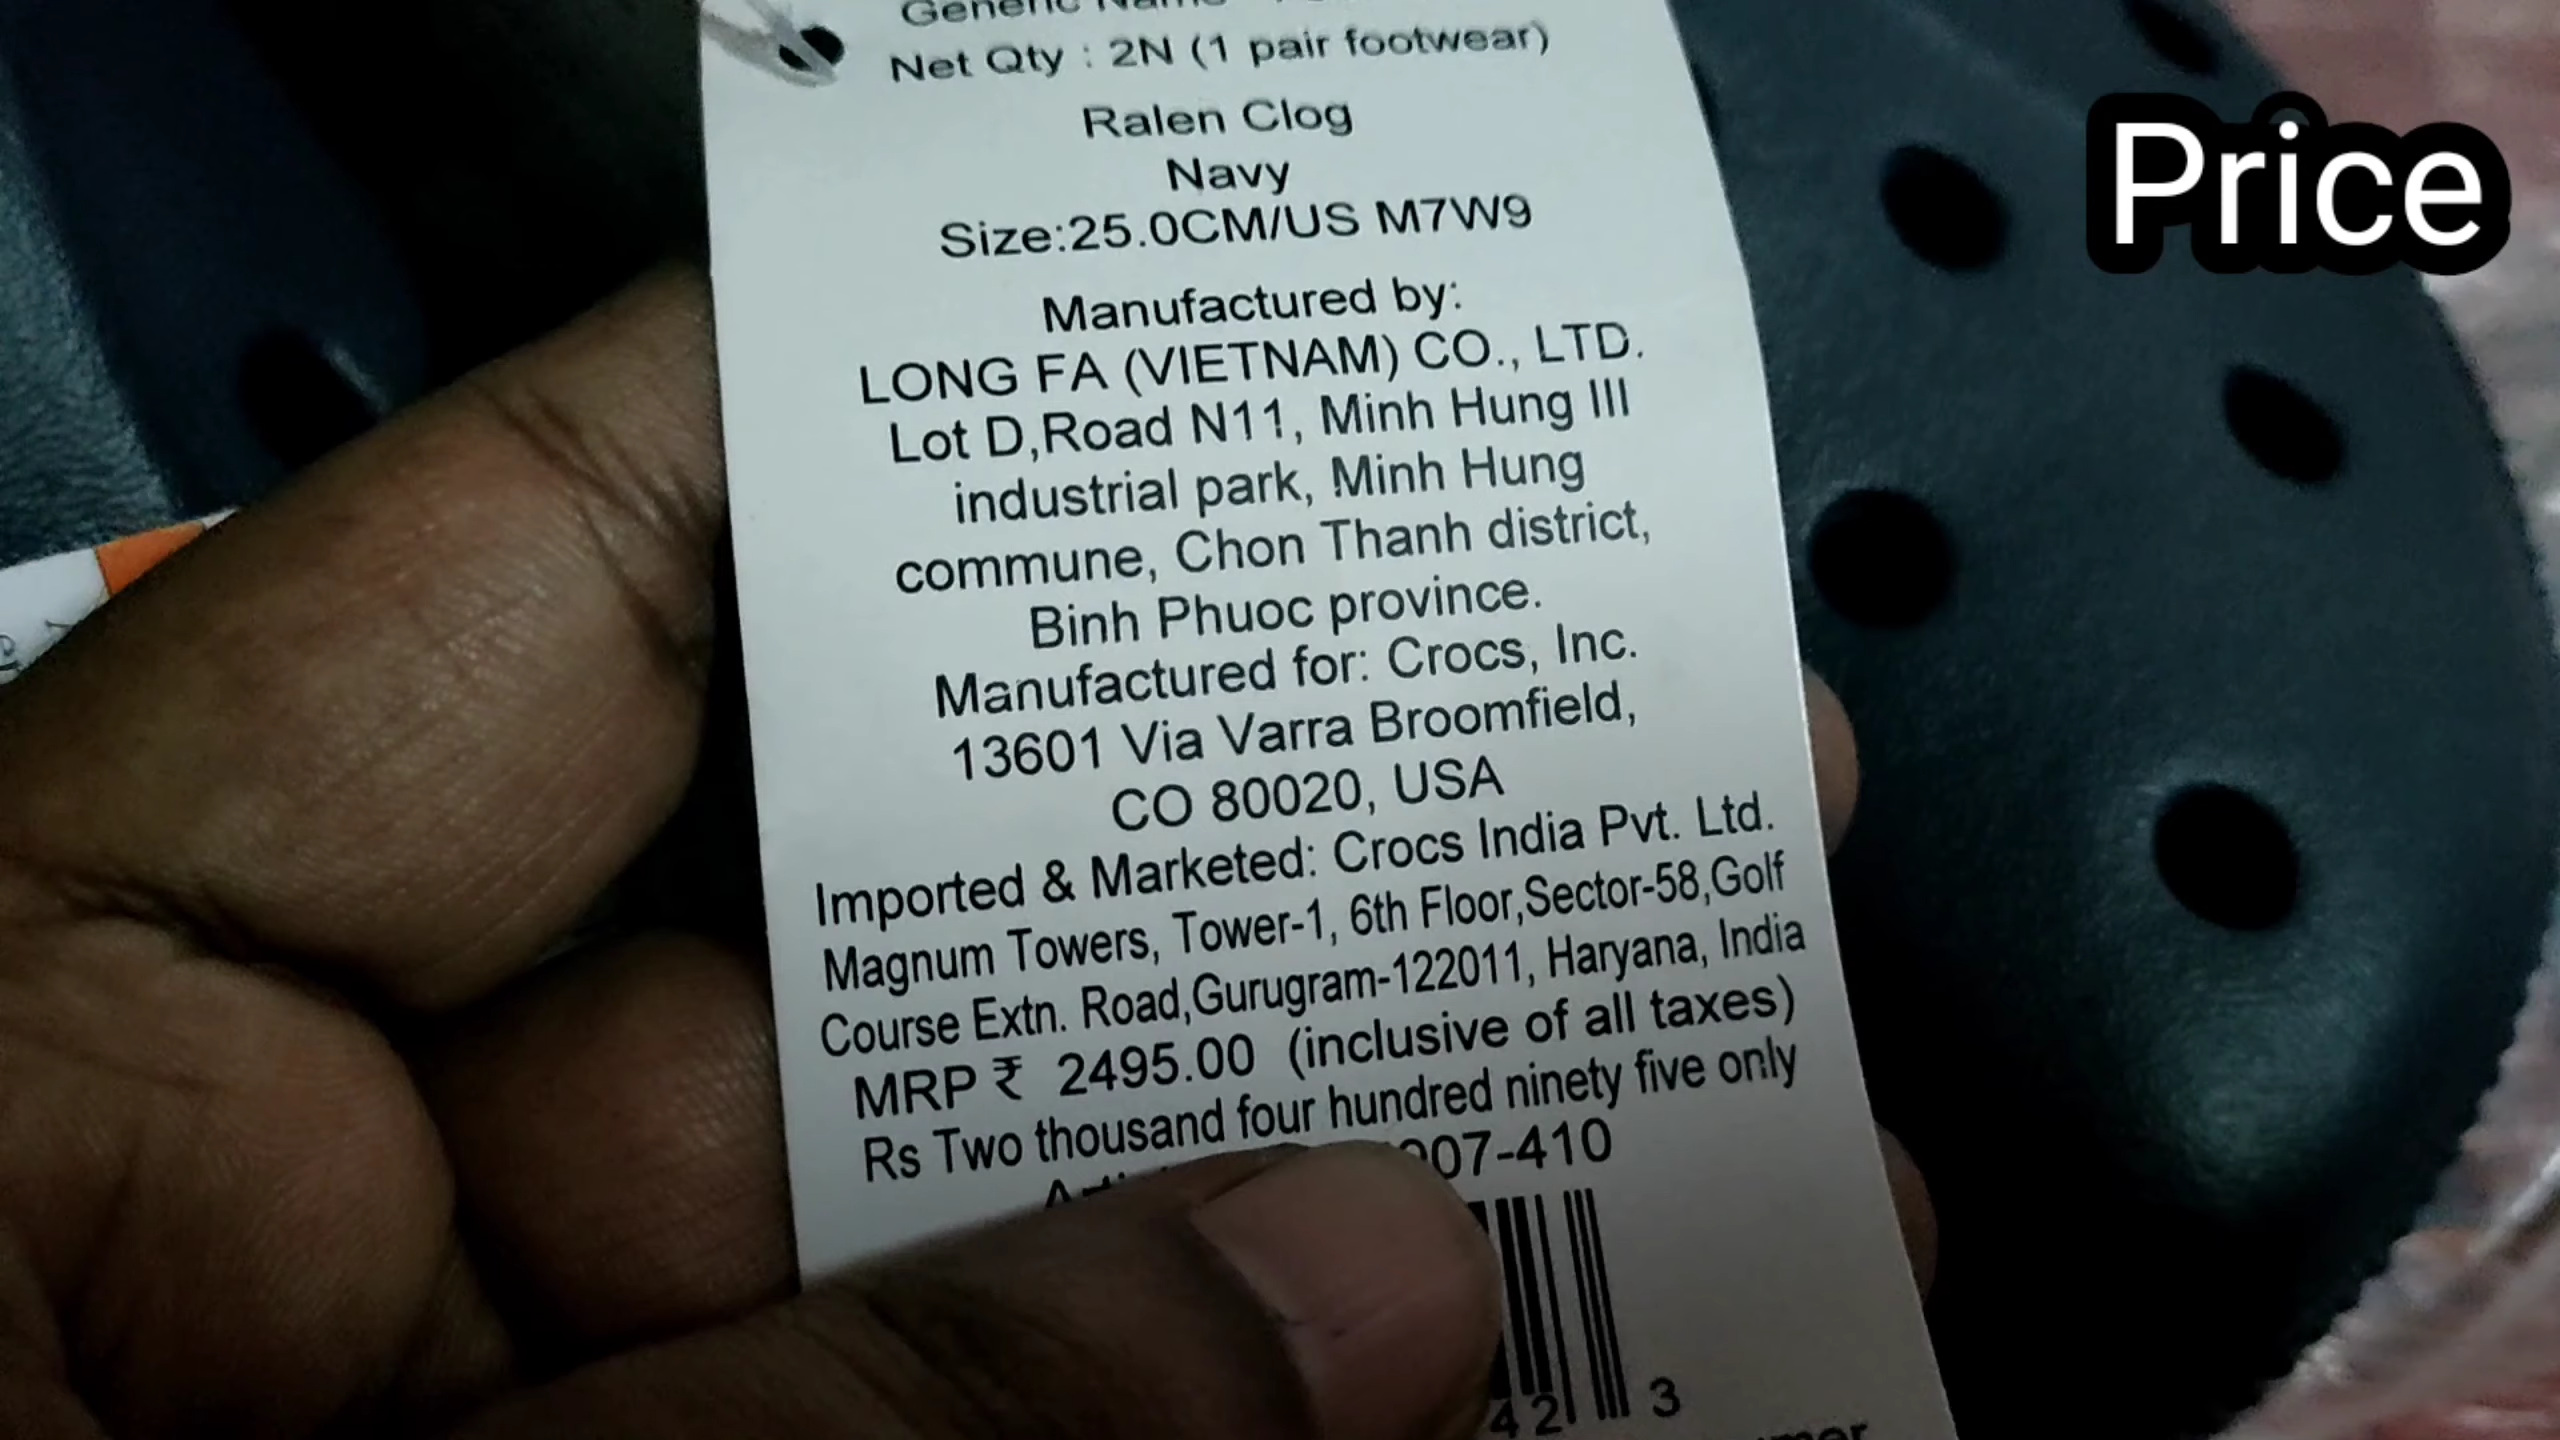 Generic Name
Net Qty : 2N (1 pair footwear)
Ralen Clog
Navy
Size:25.0CM/US M7W9
Manufactured by:
LONG FA (VIETNAM) CO., LTD.
Lot D,Road N11, Minh Hung III
industrial park, Minh Hung
commune, Chon Thanh district,
Binh Phuoc province.
Manufactured for: Crocs, Inc.
13601 Via Varra Broomfield,
CO 80020, USA
Imported & Marketed: Crocs India Pvt. Ltd.
Magnum Towers, Tower-1, 6th Floor,Sector-58,Golf
Course Extn. Road,Gurugram-122011, Haryana, India
MRP ₹ 2495.00 (inclusive of all taxes)
Rs Two thousand four hundred ninety five only
007-410
42 3
Price